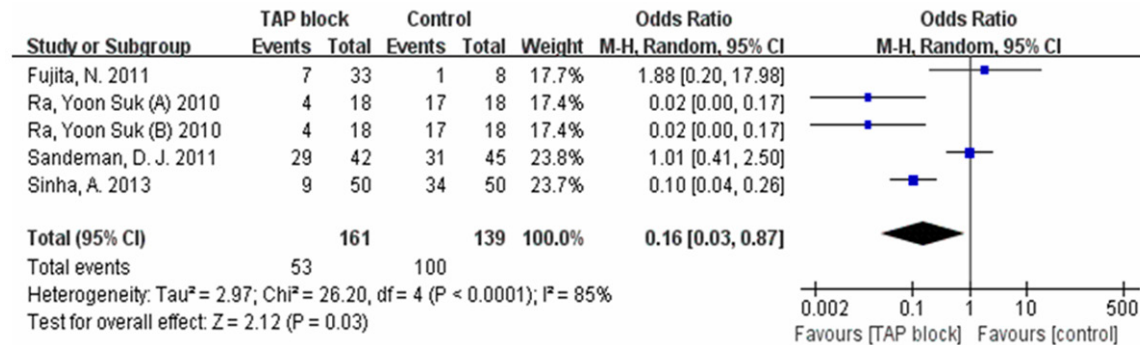 TAP block Control Odds Ratio Odds Ratio
Study or Subgroup Events Total Events Total Weight M-H, Random, 95% CI M-H, Random, 95% CI
Fujita, N. 2011 7 33 1 8 17.7% 1.88 [0.20, 17.98]
Ra, Yoon Suk (A) 2010 4 18 17 18 17.4% 0.02 [0.00, 0.17]
Ra, Yoon Suk (B) 2010 4 18 17 18 17.4% 0.02 [0.00, 0.17]
Sandeman, D. J. 2011 29 42 31 45 23.8% 1.01 [0.41, 2.50]
Sinha, A. 2013 9 50 34 50 23.7% 0.10 [0.04, 0.26]
Total (95% CI) 161 139 100.0% 0.16 [0.03, 0.87]
Total events 53 100
Heterogeneity: Tau² = 2.97; Chi² = 26.20, df = 4 (P < 0.0001); I² = 85%
Test for overall effect: Z = 2.12 (P = 0.03)
0.002 0.1 1 10 500
Favours [TAP block] Favours [control]